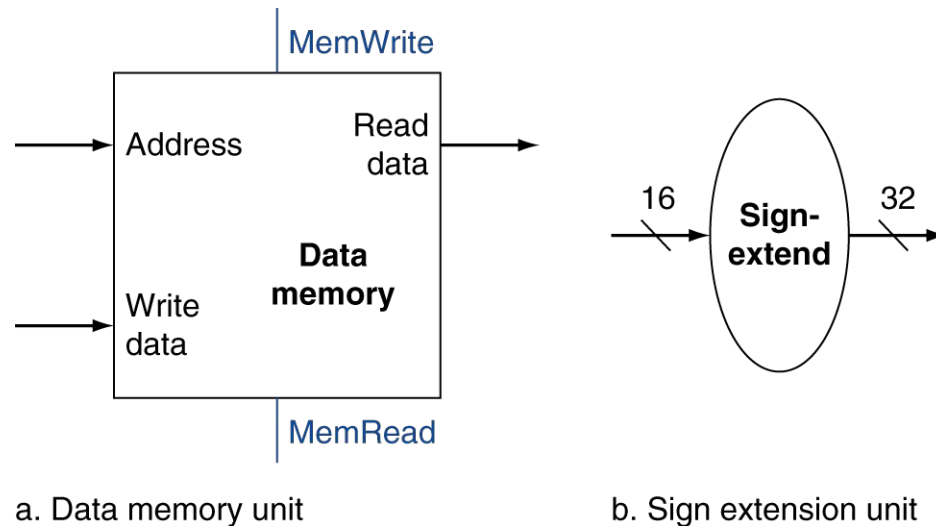 MemWrite
Address
Read
data
Data
memory
Write
data
MemRead
a. Data memory unit
16
Sign-
extend
32
b. Sign extension unit